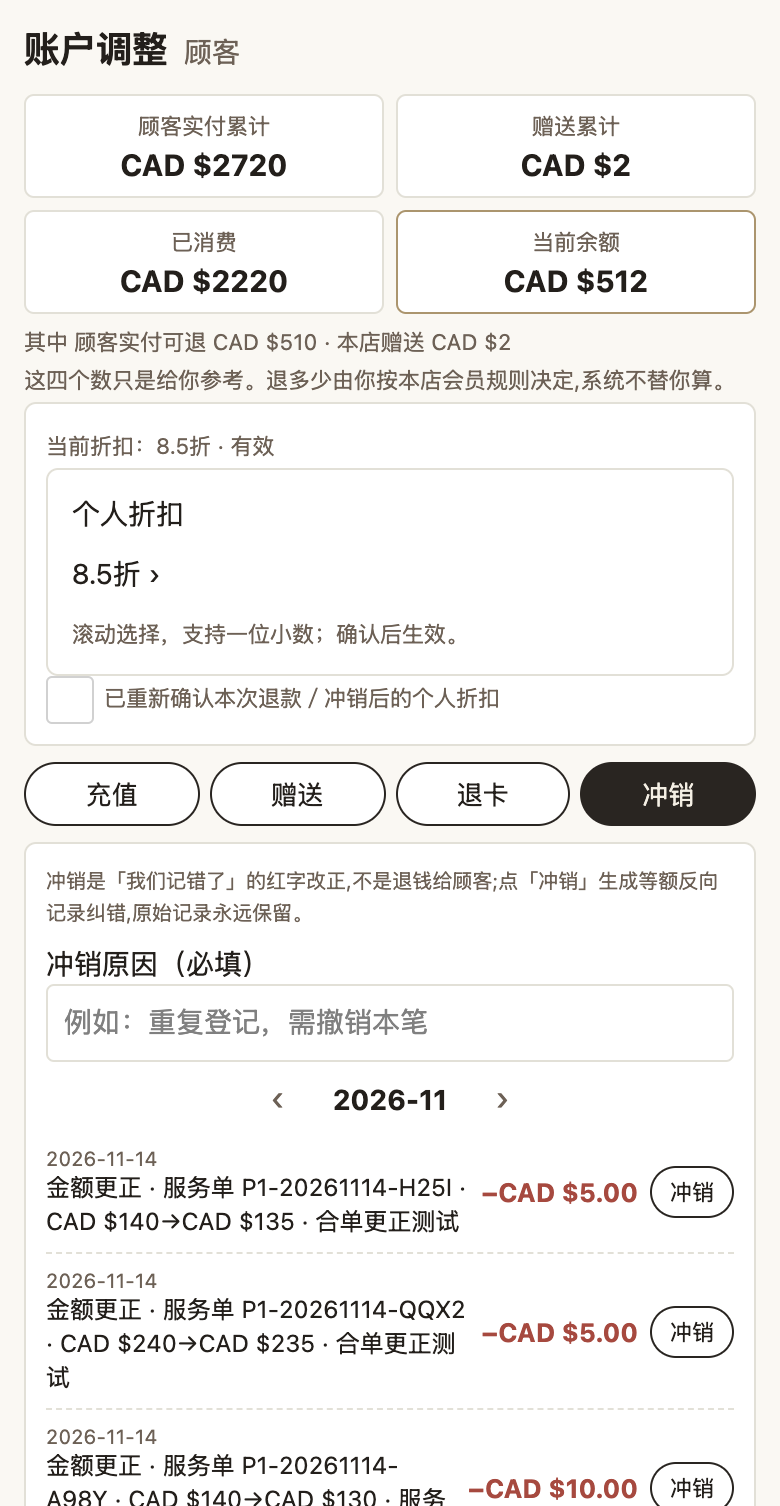 账户调整 顾客
顾客实付累计
CAD $2720
赠送累计
CAD $2
已消费
CAD $2220
当前余额
CAD $512
其中 顾客实付可退 CAD $510 · 本店赠送 CAD $2
这四个数只是给你参考。退多少由你按本店会员规则决定,系统不替你算。
当前折扣：8.5折 · 有效
个人折扣
8.5折 ›
滚动选择，支持一位小数；确认后生效。
已重新确认本次退款 / 冲销后的个人折扣
充值
赠送
退卡
冲销
冲销是「我们记错了」的红字改正,不是退钱给顾客;点「冲销」生成等额反向
记录纠错,原始记录永远保留。
冲销原因（必填）
例如：重复登记，需撤销本笔
‹ 2026-11 ›
2026-11-14
金额更正 · 服务单 P1-20261114-H25I ·
CAD $140→CAD $135 · 合单更正测试
−CAD $5.00
冲销
2026-11-14
金额更正 · 服务单 P1-20261114-QQX2
· CAD $240→CAD $235 · 合单更正测
试
−CAD $5.00
冲销
2026-11-14
金额更正 · 服务单 P1-20261114-
A98Y · CAD $140→CAD $130 · 服务
−CAD $10.00
冲销